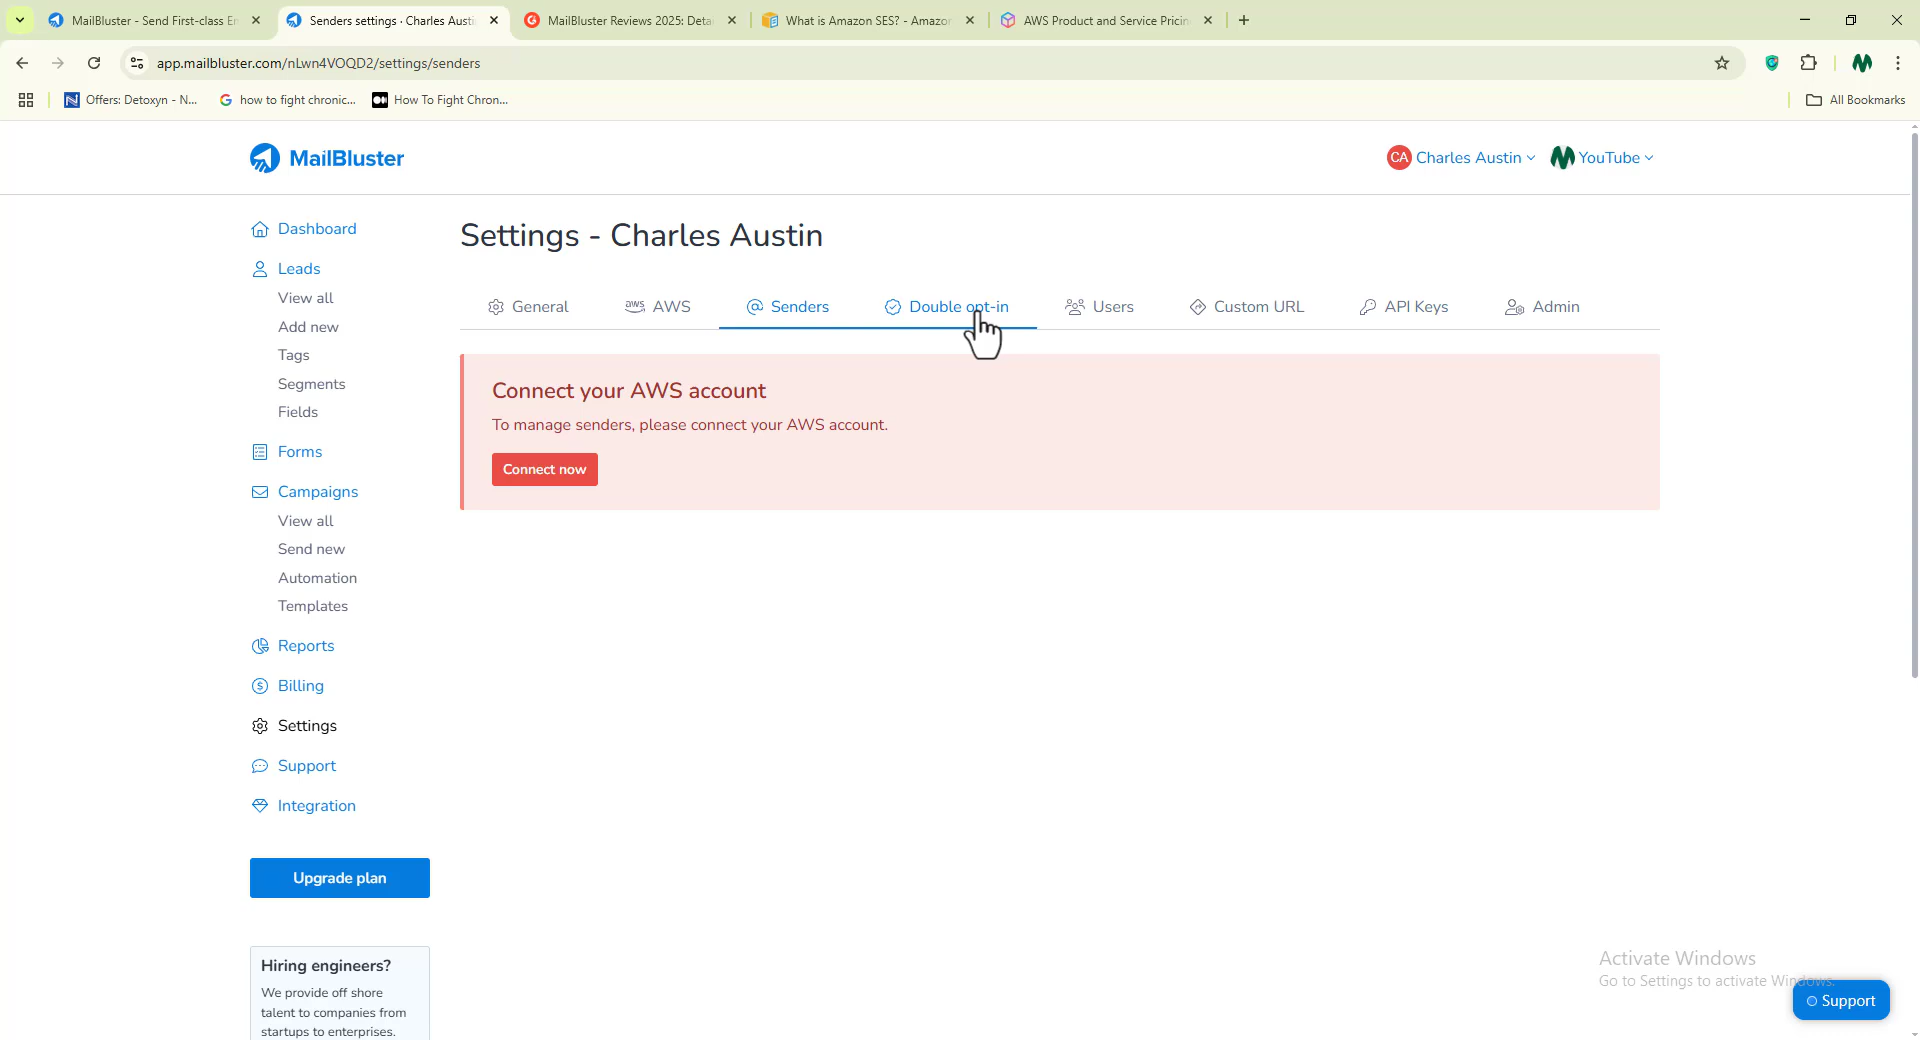 MailBluster - Send First-class Er
Senders settings · Charles Austi
MailBluster Reviews 2025: Deta
What is Amazon SES? - Amazon
AWS Product and Service Pricin
app.mailbluster.com/nLwn4VOQD2/settings/senders
Offers: Detoxyn - N...
how to fight chronic...
How To Fight Chron...
All Bookmarks
MailBluster
CA Charles Austin
YouTube
Dashboard
Leads
View all
Add new
Tags
Segments
Fields
Forms
Campaigns
View all
Send new
Automation
Templates
Reports
Billing
Settings
Support
Integration
Upgrade plan
Hiring engineers?
We provide off shore
talent to companies from
startups to enterprises.
Settings - Charles Austin
General
aws AWS
Senders
Double opt-in
Users
Custom URL
API Keys
Admin
Connect your AWS account
To manage senders, please connect your AWS account.
Connect now
Activate Windows
Go to Settings to activate Windows.
Support